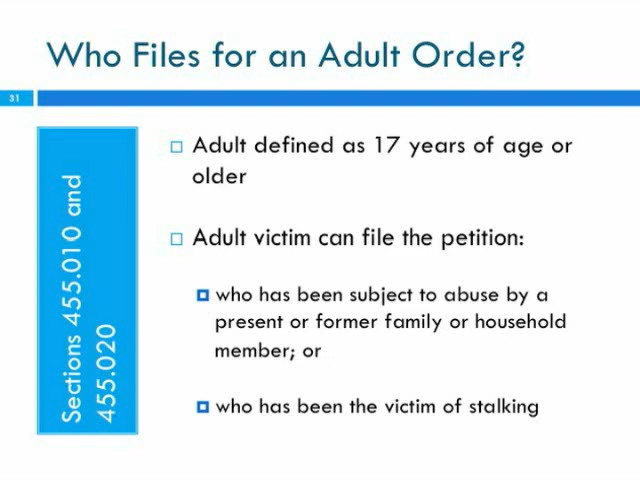 Who Files for an Adult Order?
31
Sections 455.010 and
455.020
Adult defined as 17 years of age or
older
Adult victim can file the petition:
who has been subject to abuse by a
present or former family or household
member; or
who has been the victim of stalking